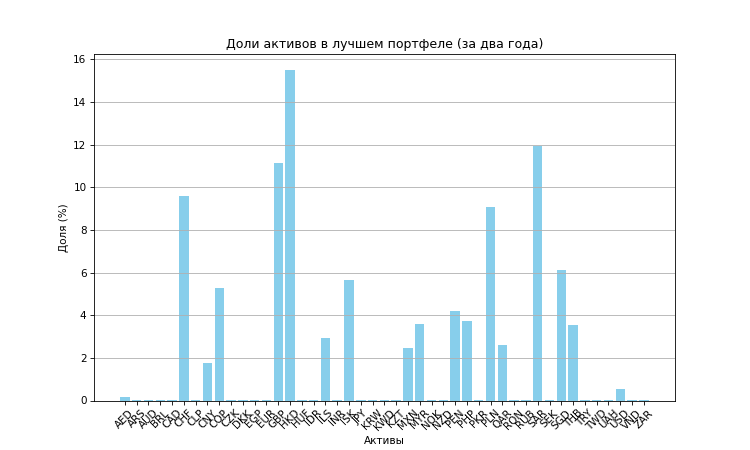 Доли активов в лучшем портфеле (за два года)
Доля (%)
16
14
12
10
8
6
4
2
0
AED ARS AUD BRL CAD CHF CLP CNY COP CZK DKK EGP EUR GBP HKD HUF IDR ILS INR ISK JPY KRW KWD KZT MXN MYR NOK NZD PEN PHP PKR PLN QAR RON RUB SAR SEK SGD THB TRY TWD UAH USD VND ZAR
Активы